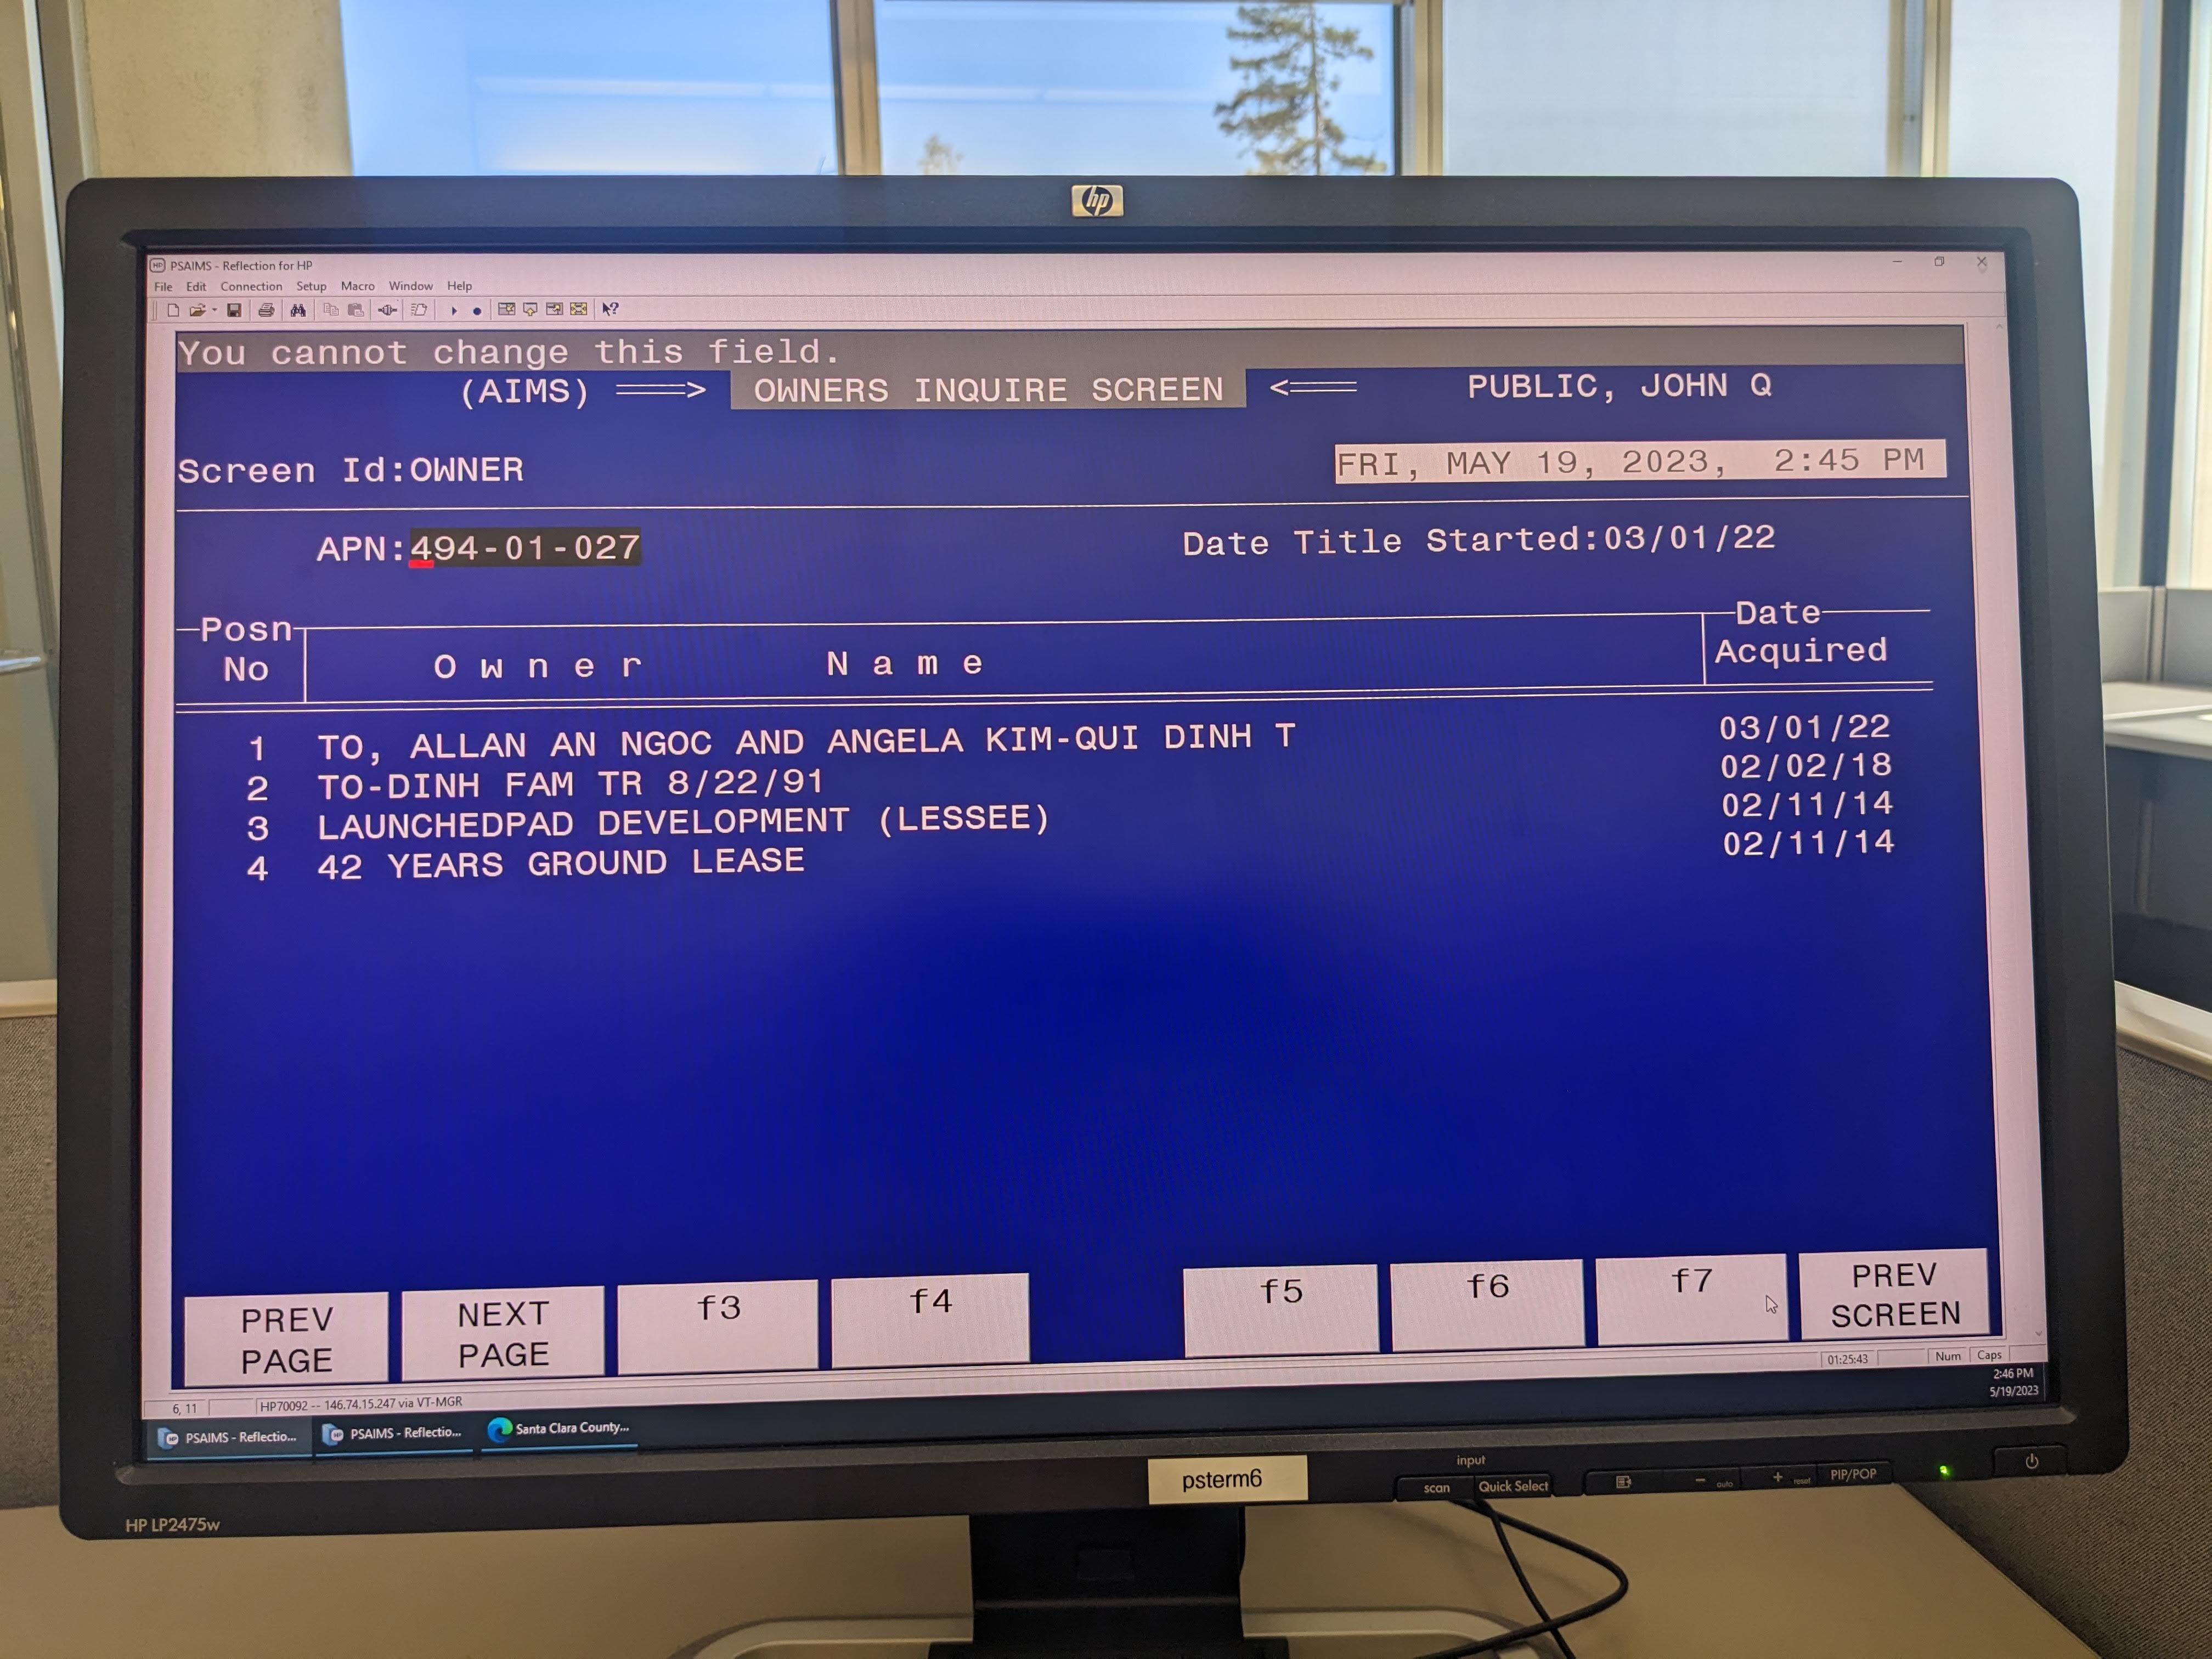 hp
PSAIMS - Reflection for HP
File Edit Connection Setup Macro Window Help
You cannot change this field.
(AIMS) ===> OWNERS INQUIRE SCREEN <=== PUBLIC, JOHN Q
Screen Id:OWNER FRI, MAY 19, 2023, 2:45 PM
APN:494-01-027 Date Title Started:03/01/22
Posn Date
No Owner Name Acquired
1 TO, ALLAN AN NGOC AND ANGELA KIM-QUI DINH T 03/01/22
2 TO-DINH FAM TR 8/22/91 02/02/18
3 LAUNCHEDPAD DEVELOPMENT (LESSEE) 02/11/14
4 42 YEARS GROUND LEASE 02/11/14
PREV PAGE NEXT PAGE f3 f4 f5 f6 f7 PREV SCREEN
01:25:43 Num Caps
6, 11 HP70092 -- 146.74.15.247 via VT-MGR
2:46 PM
5/19/2023
PSAIMS - Reflectio... PSAIMS - Reflectio... Santa Clara County...
psterm6
input
scan Quick Select - auto + reset PIP/POP
HP LP2475w